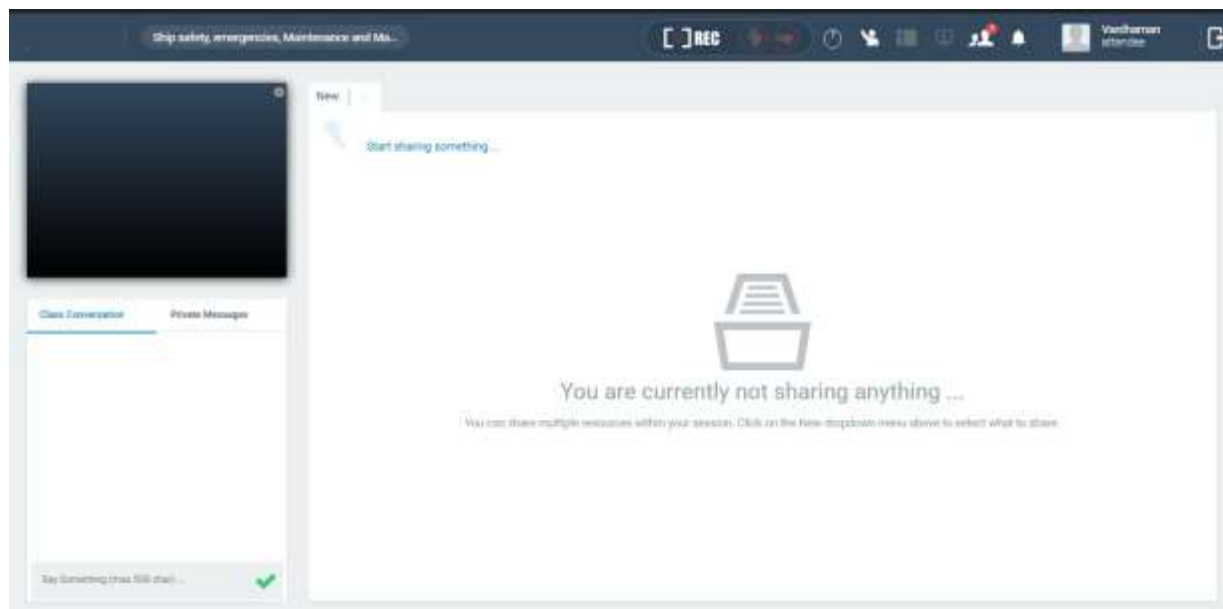 Ship safety, emergencies, Maintenance and Ma...
[ ]REC
Vardhaman
attendee
New
Start sharing something ...
Class Conversation
Private Messages
You are currently not sharing anything ...
You can share multiple resources within your session. Click on the New dropdown menu above to select what to share
Say Something (max 500 char) ...